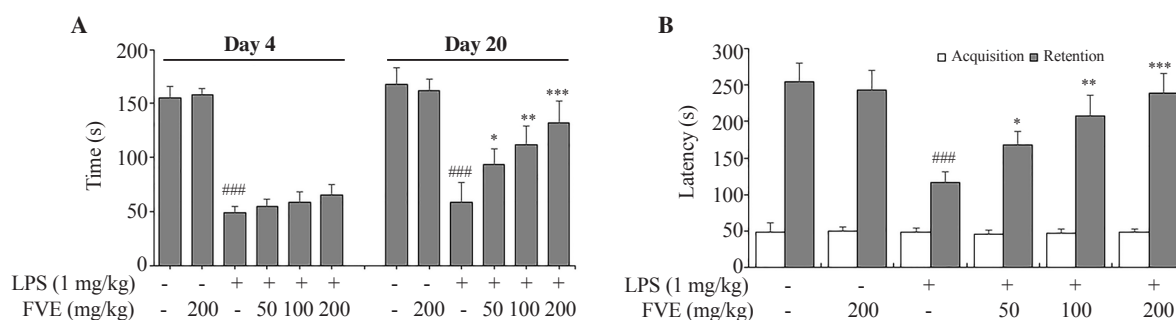 A
Day 4
Day 20
200
150
100
50
0
Time (s)
###
###
*
**
***
LPS (1 mg/kg) - - + + + + - - + + + +
FVE (mg/kg) - 200 - 50 100 200 - 200 - 50 100 200
B
Acquisition Retention
300
250
200
150
100
50
0
Latency (s)
###
*
**
***
LPS (1 mg/kg) - - + + + +
FVE (mg/kg) - 200 - 50 100 200